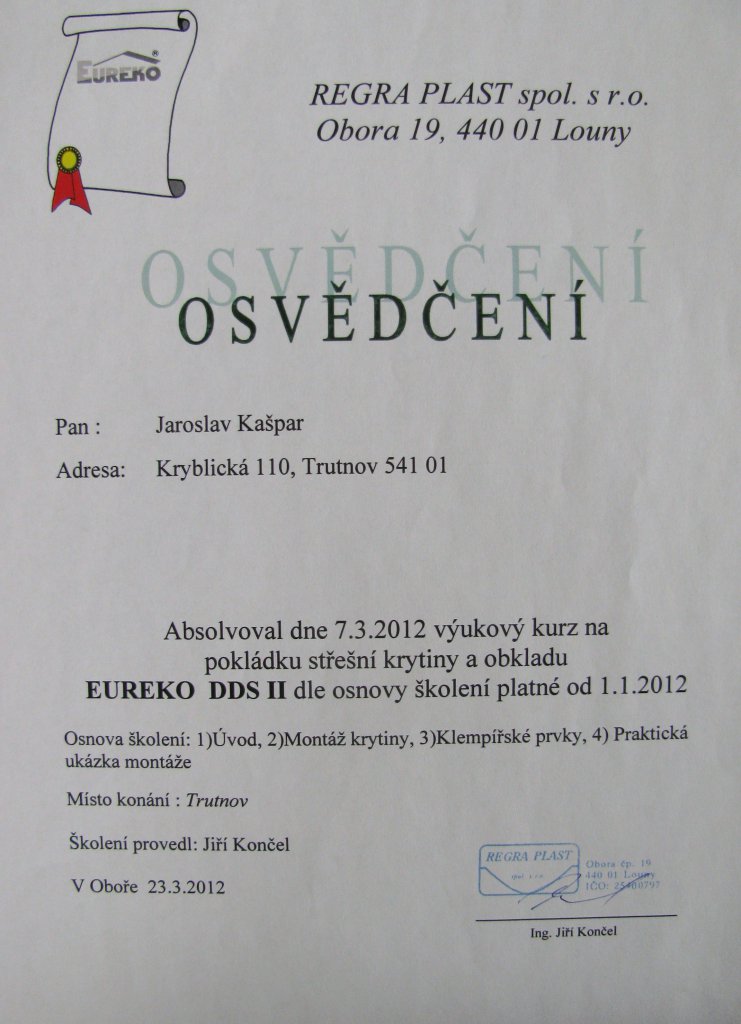 EUREKO ®
REGRA PLAST spol. s r.o.
Obora 19, 440 01 Louny
OSVĚDČENÍ
OSVĚDČENÍ
Pan : Jaroslav Kašpar
Adresa: Kryblická 110, Trutnov 541 01
Absolvoval dne 7.3.2012 výukový kurz na
pokládku střešní krytiny a obkladu
EUREKO DDS II dle osnovy školení platné od 1.1.2012
Osnova školení: 1)Úvod, 2)Montáž krytiny, 3)Klempířské prvky, 4) Praktická
ukázka montáže
Místo konání : Trutnov
Školení provedl: Jiří Končel
V Oboře 23.3.2012
REGRA PLAST
spol. s r.o.
Obora čp. 19
440 01 Louny
IČO:
Ing. Jiří Končel